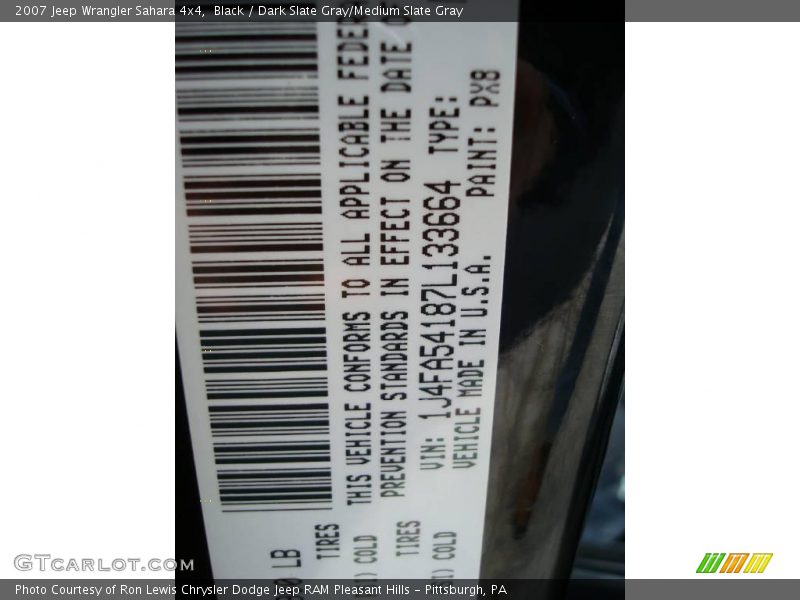 2007 Jeep Wrangler Sahara 4x4,  Black / Dark Slate Gray/Medium Slate Gray
THIS VEHICLE CONFORMS TO ALL APPLICABLE
PREVENTION STANDARDS IN EFFECT ON THE DATE
VIN: 1J4FA54187L133664 TYPE:
VEHICLE MADE IN U.S.A. PAINT: PX8
LB
TIRES
COLD
TIRES
COLD
GTCARLOT.COM
Photo Courtesy of Ron Lewis Chrysler Dodge Jeep RAM Pleasant Hills - Pittsburgh, PA